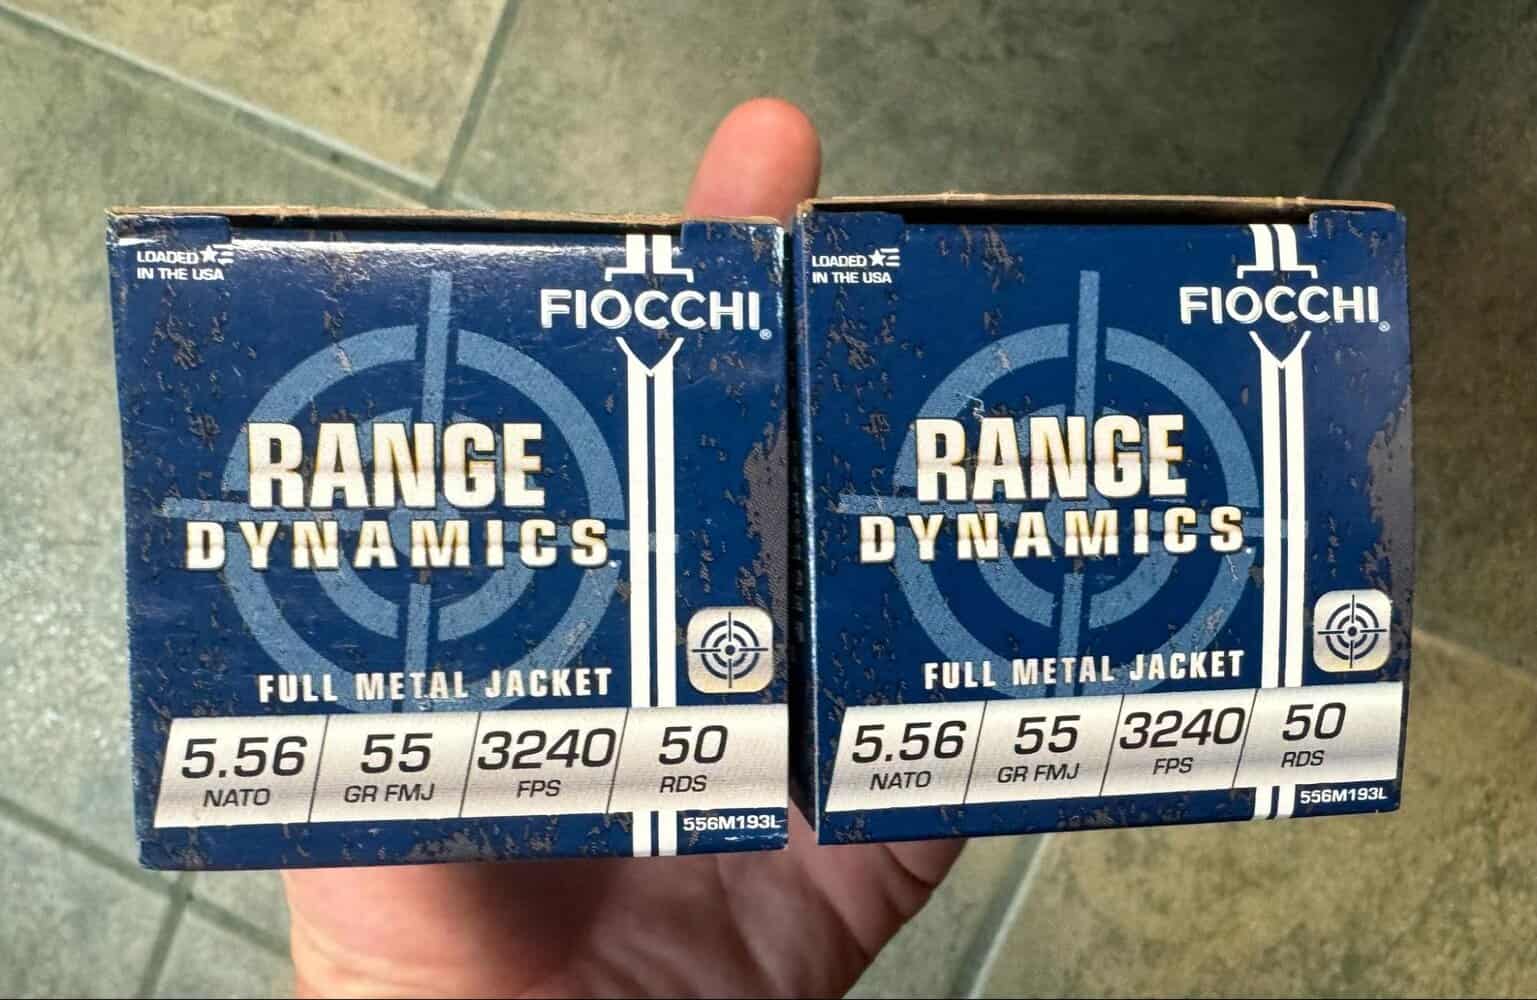 LOADED
IN THE USA
FIOCCHI®
RANGE
DYNAMICS
FULL METAL JACKET
5.56 55 3240 50
NATO GR FMJ FPS RDS
556M193L
LOADED
IN THE USA
FIOCCHI®
RANGE
DYNAMICS
FULL METAL JACKET
5.56 55 3240 50
NATO GR FMJ FPS RDS
556M193L